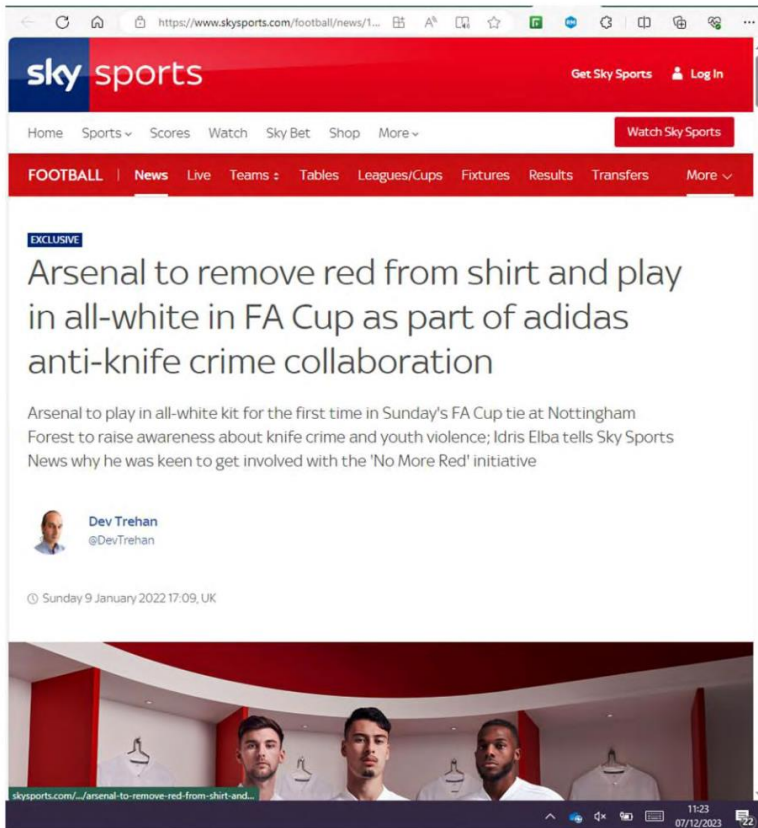 https://www.skysports.com/football/news/1...
sky sports
Get Sky Sports
Log In
Home Sports Scores Watch Sky Bet Shop More
Watch Sky Sports
FOOTBALL | News Live Teams Tables Leagues/Cups Fixtures Results Transfers More
EXCLUSIVE
Arsenal to remove red from shirt and play
in all-white in FA Cup as part of adidas
anti-knife crime collaboration
Arsenal to play in all-white kit for the first time in Sunday's FA Cup tie at Nottingham
Forest to raise awareness about knife crime and youth violence; Idris Elba tells Sky Sports
News why he was keen to get involved with the 'No More Red' initiative
Dev Trehan
@DevTrehan
Sunday 9 January 2022 17:09, UK
skysports.com/.../arsenal-to-remove-red-from-shirt-and...
11:23
07/12/2023
22